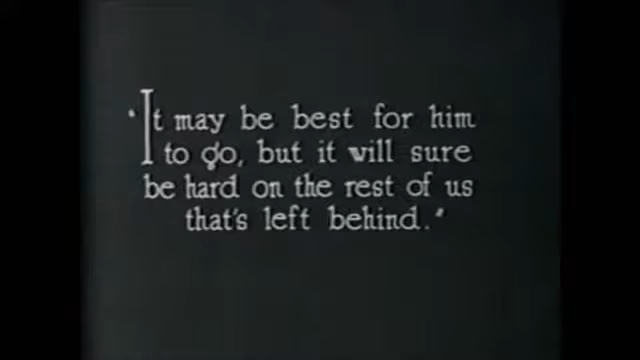 "It may be best for him
to go, but it will sure
be hard on the rest of us
that's left behind."